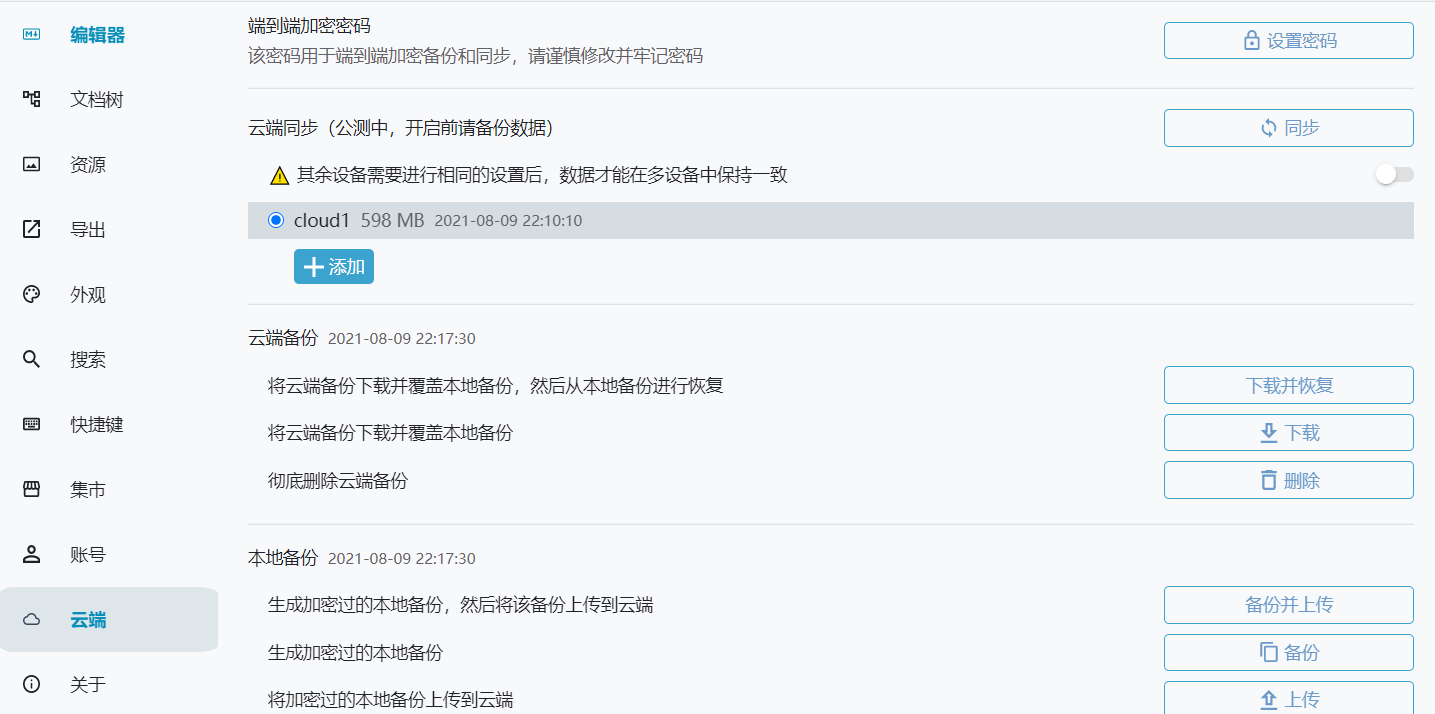 编辑器
文档树
资源
导出
外观
搜索
快捷键
集市
账号
云端
关于
端到端加密密码
该密码用于端到端加密备份和同步，请谨慎修改并牢记密码
设置密码
云端同步（公测中，开启前请备份数据）
同步
其余设备需要进行相同的设置后，数据才能在多设备中保持一致
cloud1 598 MB 2021-08-09 22:10:10
添加
云端备份 2021-08-09 22:17:30
将云端备份下载并覆盖本地备份，然后从本地备份进行恢复
下载并恢复
将云端备份下载并覆盖本地备份
下载
彻底删除云端备份
删除
本地备份 2021-08-09 22:17:30
生成加密过的本地备份，然后将该备份上传到云端
备份并上传
生成加密过的本地备份
备份
将加密过的本地备份上传到云端
上传